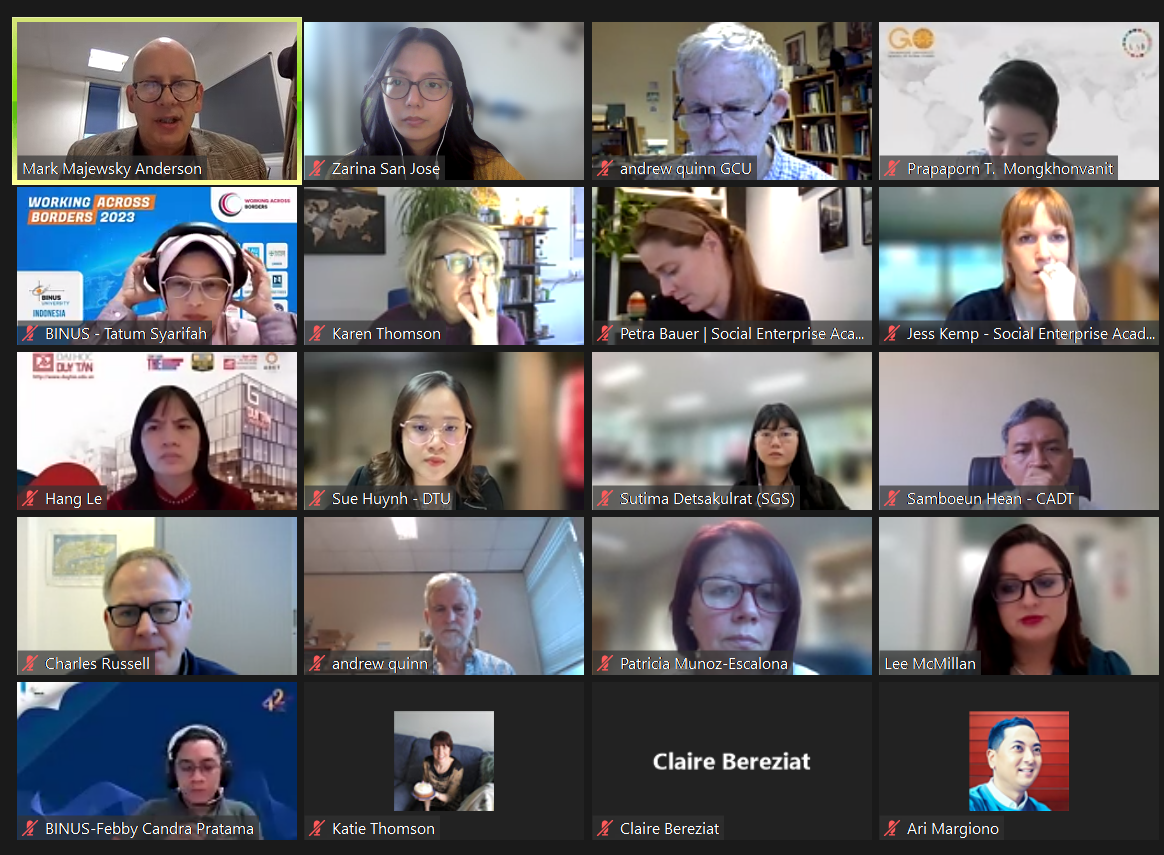 Mark Majewsky Anderson
Zarina San Jose
andrew quinn GCU
GO
Prapaporn T. Mongkhonvanit
WORKING ACROSS
BORDERS 2023
WORKING ACROSS
BORDERS
BINUS
UNIVERSITY
INDONESIA
BINUS - Tatum Syarifah
Karen Thomson
Petra Bauer | Social Enterprise Aca...
Jess Kemp - Social Enterprise Acad...
ĐẠI HỌC
DUY TÂN
DUY TAN
Hang Le
Sue Huynh - DTU
Sutima Detsakulrat (SGS)
Samboeun Hean - CADT
Charles Russell
andrew quinn
Patricia Munoz-Escalona
Lee McMillan
42
BINUS-Febby Candra Pratama
Katie Thomson
Claire Bereziat
Claire Bereziat
Ari Margiono